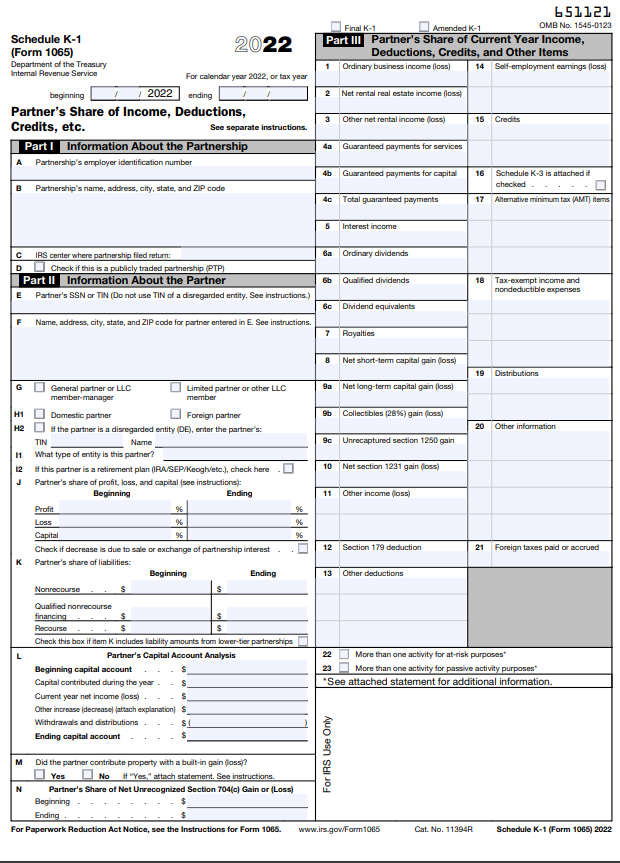 651121
Final K-1 Amended K-1 OMB No. 1545-0123
Schedule K-1
(Form 1065)
2022
Department of the Treasury
Internal Revenue Service
For calendar year 2022, or tax year
beginning / / 2022 ending / /
Partner's Share of Income, Deductions,
Credits, etc. See separate instructions.
Part I Information About the Partnership
A Partnership's employer identification number
B Partnership's name, address, city, state, and ZIP code
C IRS center where partnership filed return:
D Check if this is a publicly traded partnership (PTP)
Part II Information About the Partner
E Partner's SSN or TIN (Do not use TIN of a disregarded entity. See instructions.)
F Name, address, city, state, and ZIP code for partner entered in E. See instructions.
G General partner or LLC member-manager
Limited partner or other LLC member
H1 Domestic partner Foreign partner
H2 If the partner is a disregarded entity (DE), enter the partner's:
TIN Name
I1 What type of entity is this partner?
I2 If this partner is a retirement plan (IRA/SEP/Keogh/etc.), check here .
J Partner's share of profit, loss, and capital (see instructions):
Beginning Ending
Profit % %
Loss % %
Capital % %
Check if decrease is due to sale or exchange of partnership interest . .
K Partner's share of liabilities:
Beginning Ending
Nonrecourse . . $ $
Qualified nonrecourse
financing . . . $ $
Recourse . . . $ $
Check this box if item K includes liability amounts from lower-tier partnerships
L Partner's Capital Account Analysis
Beginning capital account . . . $
Capital contributed during the year . . $
Current year net income (loss) . . . $
Other increase (decrease) (attach explanation) $
Withdrawals and distributions . . . $ ( )
Ending capital account . . . . $
M Did the partner contribute property with a built-in gain (loss)?
Yes No If "Yes," attach statement. See instructions.
N Partner's Share of Net Unrecognized Section 704(c) Gain or (Loss)
Beginning . . . . . . . . $
Ending . . . . . . . . . $
Part III Partner's Share of Current Year Income,
Deductions, Credits, and Other Items
1 Ordinary business income (loss)
2 Net rental real estate income (loss)
3 Other net rental income (loss)
4a Guaranteed payments for services
4b Guaranteed payments for capital
4c Total guaranteed payments
5 Interest income
6a Ordinary dividends
6b Qualified dividends
6c Dividend equivalents
7 Royalties
8 Net short-term capital gain (loss)
9a Net long-term capital gain (loss)
9b Collectibles (28%) gain (loss)
9c Unrecaptured section 1250 gain
10 Net section 1231 gain (loss)
11 Other income (loss)
12 Section 179 deduction
13 Other deductions
14 Self-employment earnings (loss)
15 Credits
16 Schedule K-3 is attached if
checked . . . . .
17 Alternative minimum tax (AMT) items
18 Tax-exempt income and
nondeductible expenses
19 Distributions
20 Other information
21 Foreign taxes paid or accrued
22 More than one activity for at-risk purposes*
23 More than one activity for passive activity purposes*
*See attached statement for additional information.
For IRS Use Only
For Paperwork Reduction Act Notice, see the Instructions for Form 1065. www.irs.gov/Form1065 Cat. No. 11394R Schedule K-1 (Form 1065) 2022